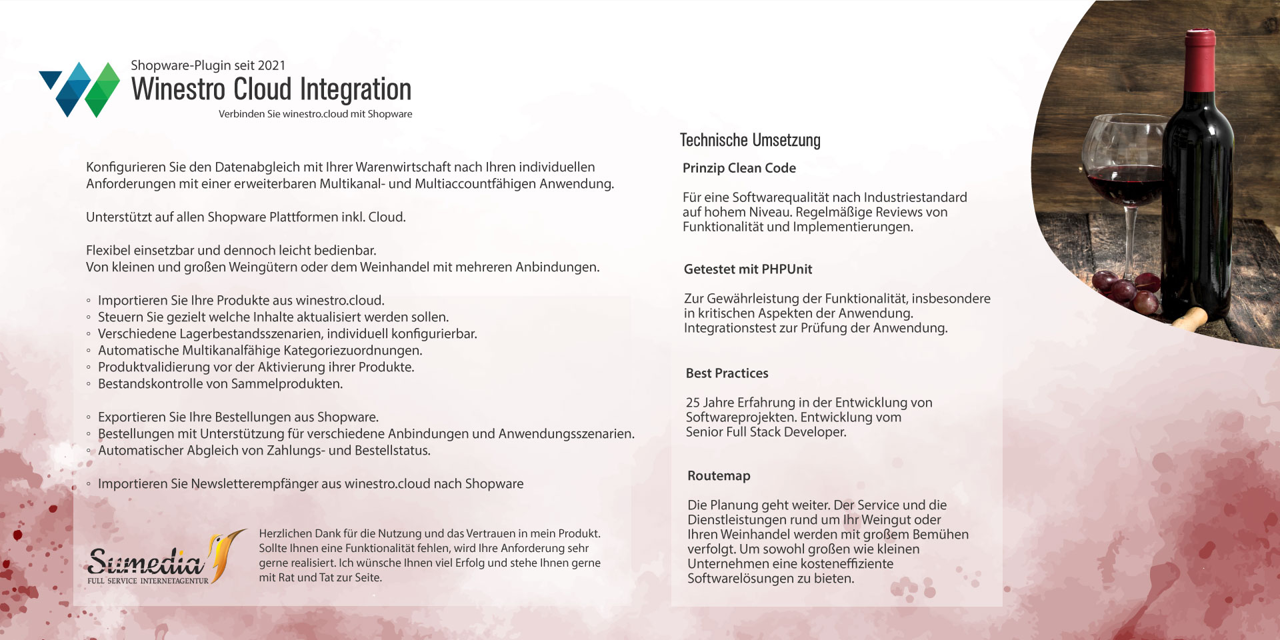 Shopware-Plugin seit 2021
Winestro Cloud Integration
Verbinden Sie winestro.cloud mit Shopware
Konfigurieren Sie den Datenabgleich mit Ihrer Warenwirtschaft nach Ihren individuellen
Anforderungen mit einer erweiterbaren Multikanal- und Multiaccountfähigen Anwendung.
Unterstützt auf allen Shopware Plattformen inkl. Cloud.
Flexibel einsetzbar und dennoch leicht bedienbar.
Von kleinen und großen Weingütern oder dem Weinhandel mit mehreren Anbindungen.
◦ Importieren Sie Ihre Produkte aus winestro.cloud.
◦ Steuern Sie gezielt welche Inhalte aktualisiert werden sollen.
◦ Verschiedene Lagerbestandsszenarien, individuell konfigurierbar.
◦ Automatische Multikanalfähige Kategoriezuordnungen.
◦ Produktvalidierung vor der Aktivierung ihrer Produkte.
◦ Bestandskontrolle von Sammelprodukten.
◦ Exportieren Sie Ihre Bestellungen aus Shopware.
◦ Bestellungen mit Unterstützung für verschiedene Anbindungen und Anwendungsszenarien.
◦ Automatischer Abgleich von Zahlungs- und Bestellstatus.
◦ Importieren Sie Newsletterempfänger aus winestro.cloud nach Shopware
Sumedia
FULL SERVICE INTERNETAGENTUR
Herzlichen Dank für die Nutzung und das Vertrauen in mein Produkt.
Sollte Ihnen eine Funktionalität fehlen, wird Ihre Anforderung sehr
gerne realisiert. Ich wünsche Ihnen viel Erfolg und stehe Ihnen gerne
mit Rat und Tat zur Seite.
Technische Umsetzung
Prinzip Clean Code
Für eine Softwarequalität nach Industriestandard
auf hohem Niveau. Regelmäßige Reviews von
Funktionalität und Implementierungen.
Getestet mit PHPUnit
Zur Gewährleistung der Funktionalität, insbesondere
in kritischen Aspekten der Anwendung.
Integrationstest zur Prüfung der Anwendung.
Best Practices
25 Jahre Erfahrung in der Entwicklung von
Softwareprojekten. Entwicklung vom
Senior Full Stack Developer.
Routemap
Die Planung geht weiter. Der Service und die
Dienstleistungen rund um Ihr Weingut oder
Ihren Weinhandel werden mit großem Bemühen
verfolgt. Um sowohl großen wie kleinen
Unternehmen eine kosteneffiziente
Softwarelösungen zu bieten.